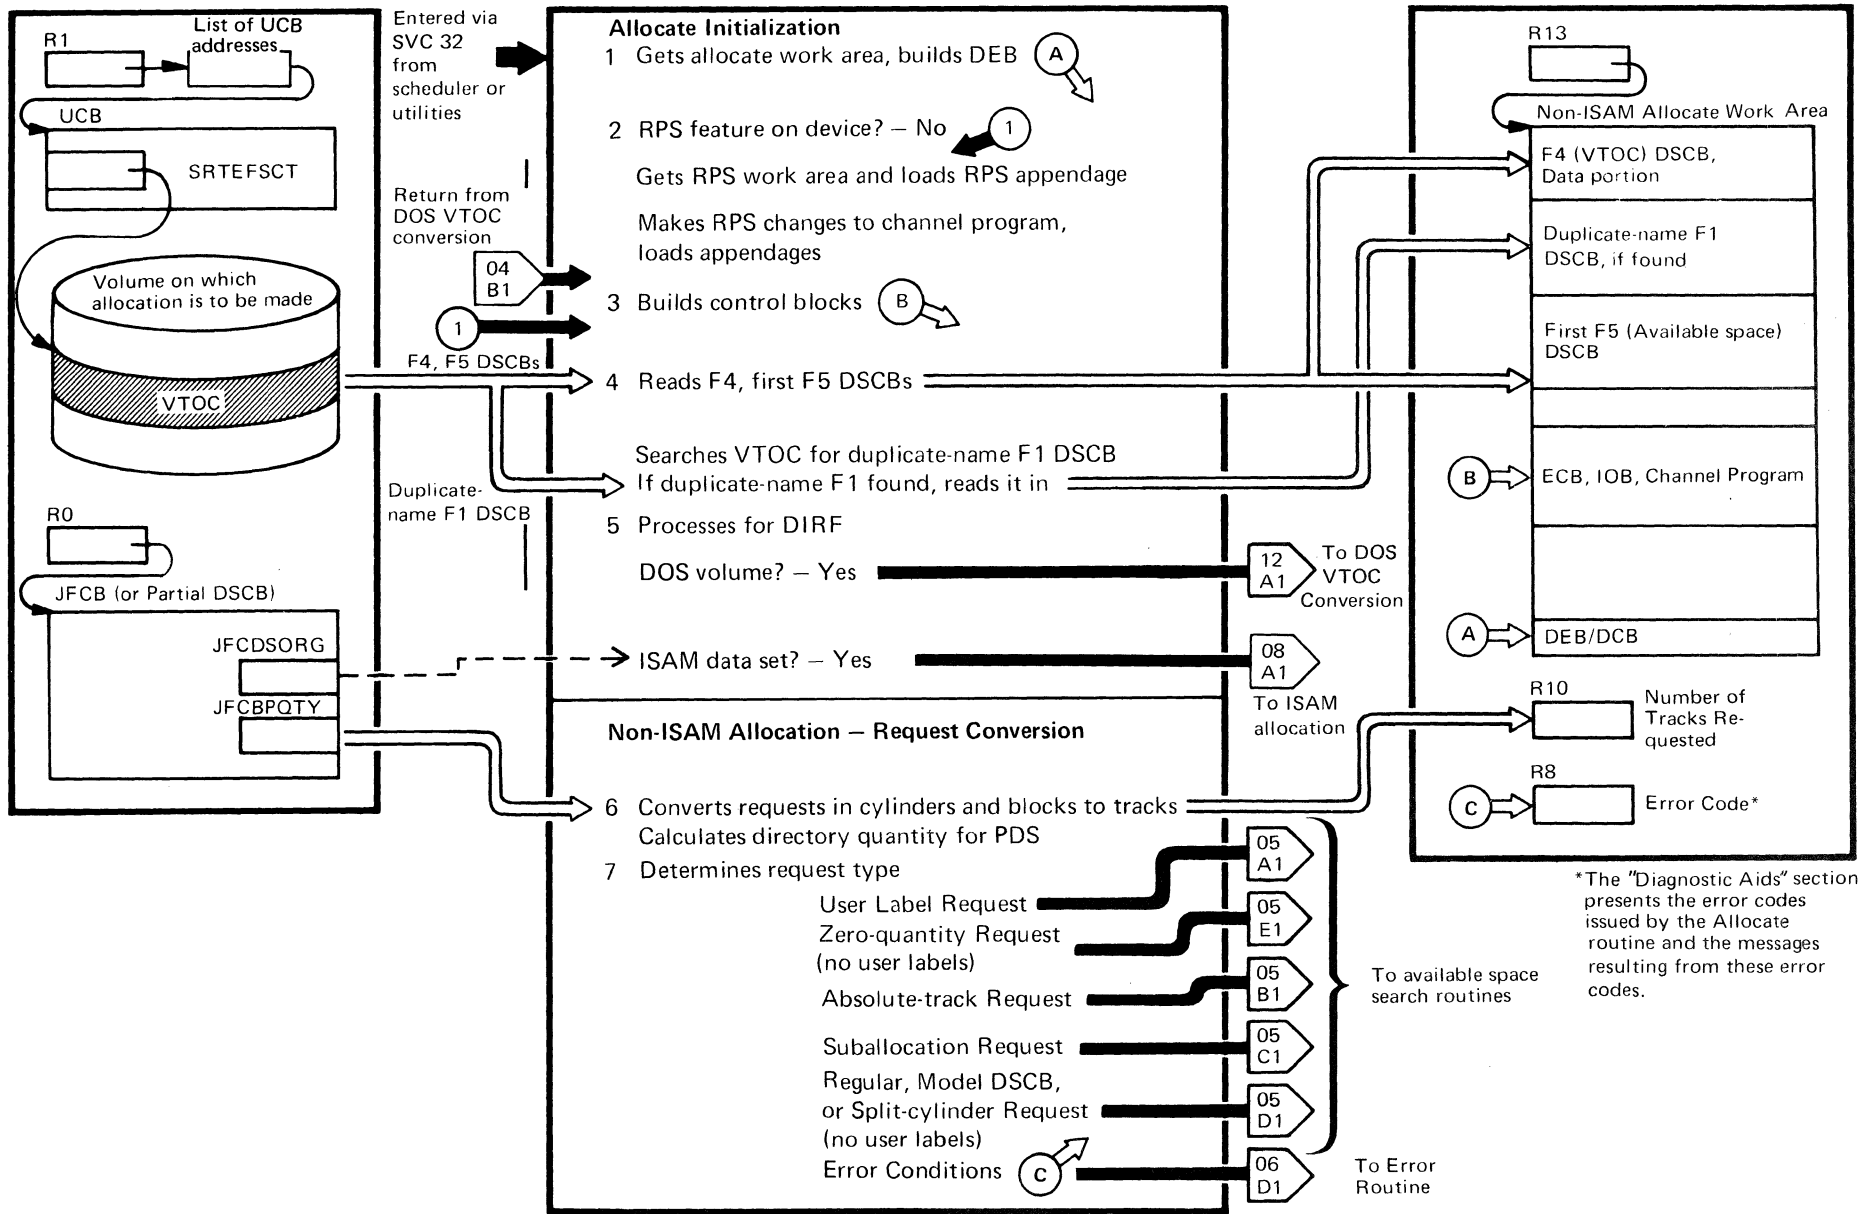 R1
List of UCB
addresses
UCB
SRTEFSCT
Volume on which
allocation is to be made
VTOC
R0
JFCB (or Partial DSCB)
JFCDSORG
JFCBPQTY
Entered via
SVC 32
from
scheduler or
utilities
Return from
DOS VTOC
conversion
04
B1
1
F4, F5 DSCBs
Duplicate-
name F1 DSCB
Allocate Initialization
1 Gets allocate work area, builds DEB A
2 RPS feature on device? — No 1
Gets RPS work area and loads RPS appendage
Makes RPS changes to channel program,
loads appendages
3 Builds control blocks B
4 Reads F4, first F5 DSCBs
Searches VTOC for duplicate-name F1 DSCB
If duplicate-name F1 found, reads it in
5 Processes for DIRF
DOS volume? — Yes
12
A1
To DOS
VTOC
Conversion
ISAM data set? — Yes
08
A1
To ISAM
allocation
Non-ISAM Allocation — Request Conversion
6 Converts requests in cylinders and blocks to tracks
Calculates directory quantity for PDS
7 Determines request type
User Label Request
05
A1
Zero-quantity Request
(no user labels)
05
E1
Absolute-track Request
05
B1
Suballocation Request
05
C1
Regular, Model DSCB,
or Split-cylinder Request
(no user labels)
05
D1
Error Conditions C
06
D1
To available space
search routines
To Error
Routine
R13
Non-ISAM Allocate Work Area
F4 (VTOC) DSCB,
Data portion
Duplicate-name F1
DSCB, if found
First F5 (Available space)
DSCB
B
ECB, IOB, Channel Program
A
DEB/DCB
R10
Number of
Tracks Re-
quested
R8
C
Error Code*
*The "Diagnostic Aids" section
presents the error codes
issued by the Allocate
routine and the messages
resulting from these error
codes.